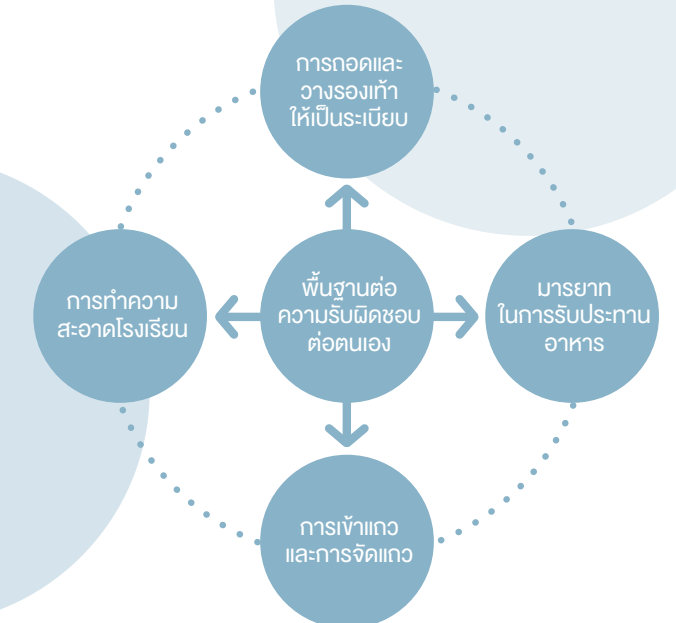 การถอดและ
วางรองเท้า
ให้เป็นระเบียบ
การทำความ
สะอาดโรงเรียน
พื้นฐานต่อ
ความรับผิดชอบ
ต่อตนเอง
มารยาท
ในการรับประทาน
อาหาร
การเข้าแถว
และการจัดแถว